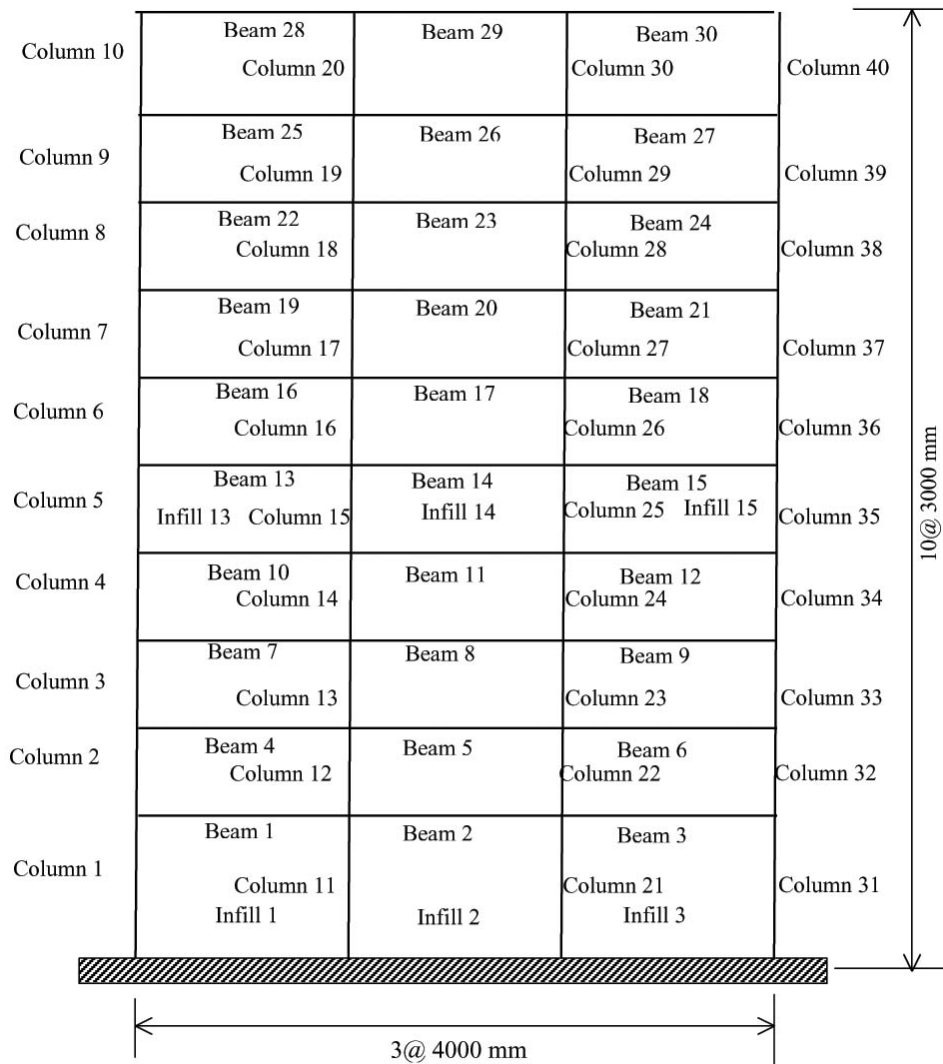 Column 10
Beam 28
Beam 29
Beam 30
Column 20
Column 30
Column 40
Column 9
Beam 25
Beam 26
Beam 27
Column 19
Column 29
Column 39
Column 8
Beam 22
Beam 23
Beam 24
Column 18
Column 28
Column 38
Column 7
Beam 19
Beam 20
Beam 21
Column 17
Column 27
Column 37
Column 6
Beam 16
Beam 17
Beam 18
Column 16
Column 26
Column 36
Column 5
Beam 13
Beam 14
Beam 15
Infill 13
Column 15
Infill 14
Column 25
Infill 15
Column 35
10@ 3000 mm
Column 4
Beam 10
Beam 11
Beam 12
Column 14
Column 24
Column 34
Column 3
Beam 7
Beam 8
Beam 9
Column 13
Column 23
Column 33
Column 2
Beam 4
Beam 5
Beam 6
Column 12
Column 22
Column 32
Column 1
Beam 1
Beam 2
Beam 3
Column 11
Column 21
Column 31
Infill 1
Infill 2
Infill 3
3@ 4000 mm